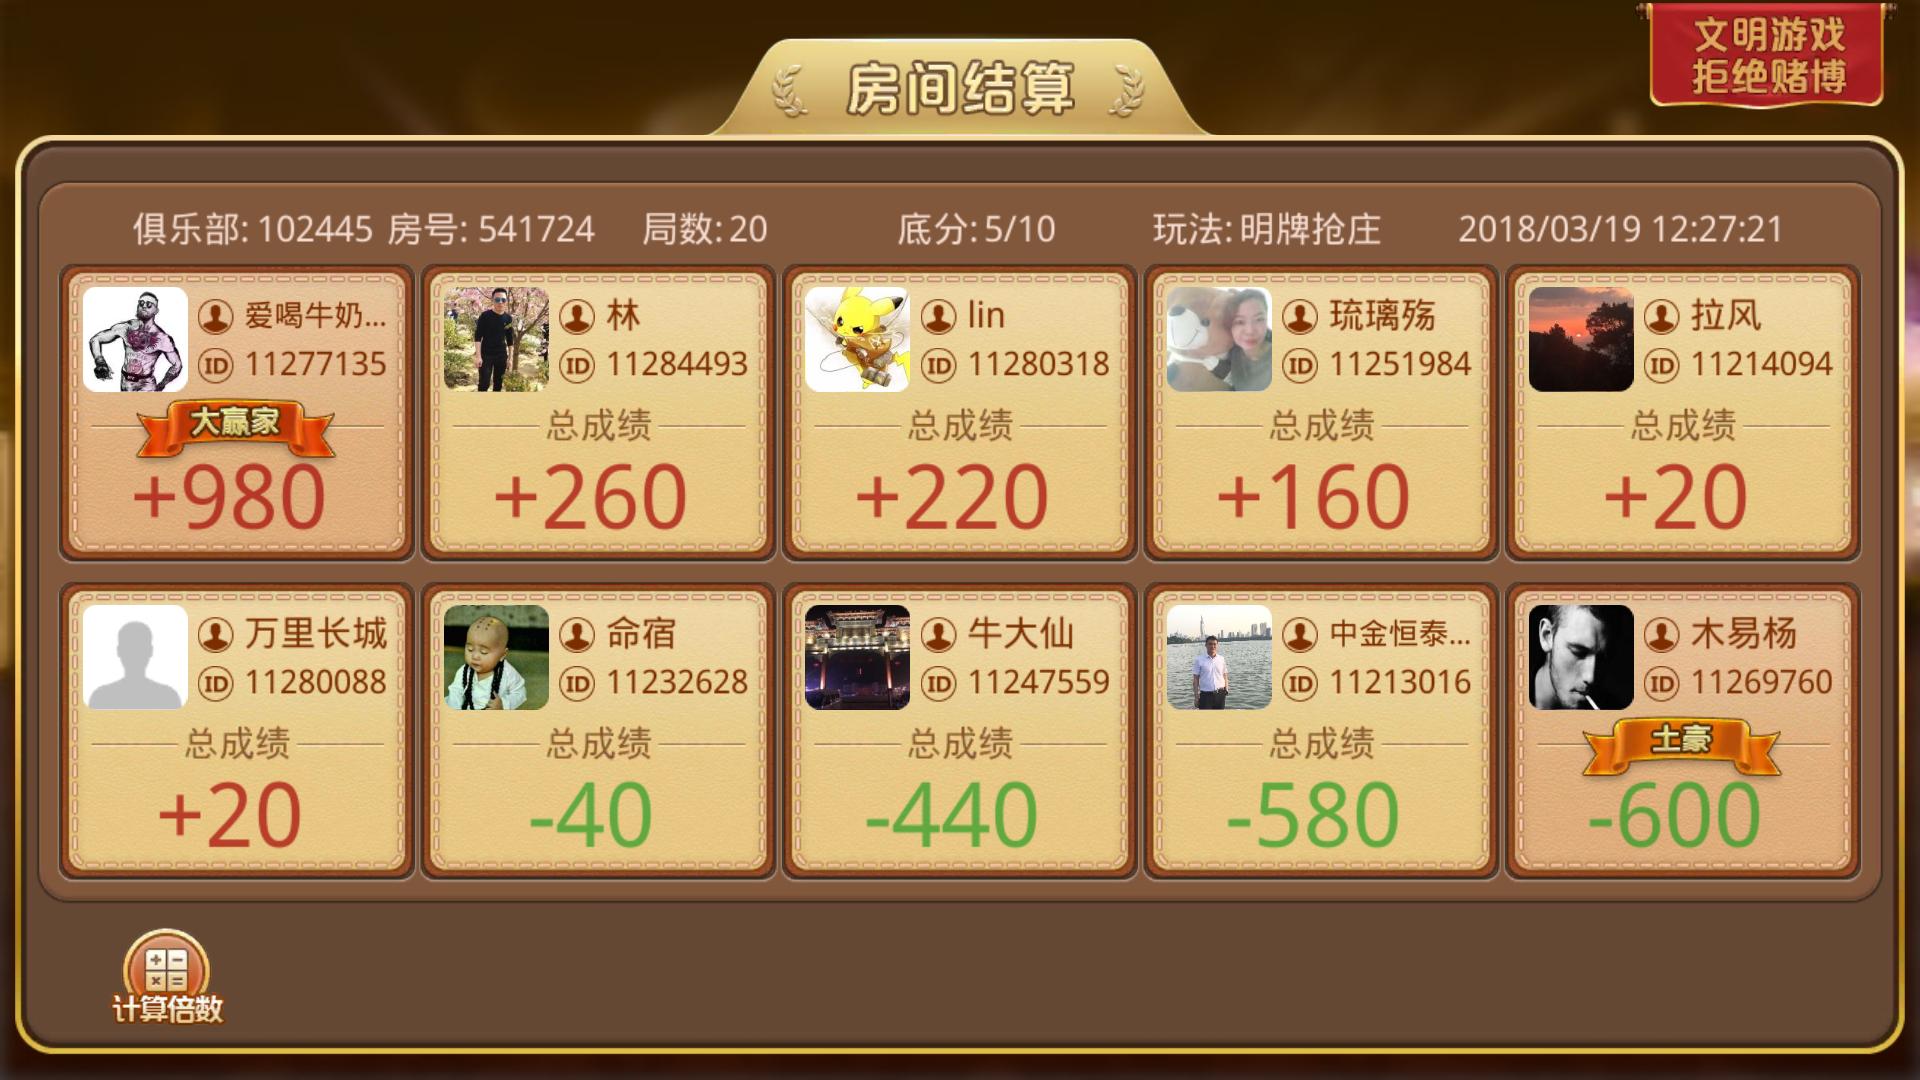 文明游戏
拒绝赌博
房间结算
俱乐部: 102445 房号: 541724 局数: 20 底分: 5/10 玩法: 明牌抢庄 2018/03/19 12:27:21
爱喝牛奶...
ID 11277135
大赢家
+980
林
ID 11284493
总成绩
+260
lin
ID 11280318
总成绩
+220
琉璃殇
ID 11251984
总成绩
+160
拉风
ID 11214094
总成绩
+20
万里长城
ID 11280088
总成绩
+20
命宿
ID 11232628
总成绩
-40
牛大仙
ID 11247559
总成绩
-440
中金恒泰...
ID 11213016
总成绩
-580
木易杨
ID 11269760
土豪
-600
计算倍数